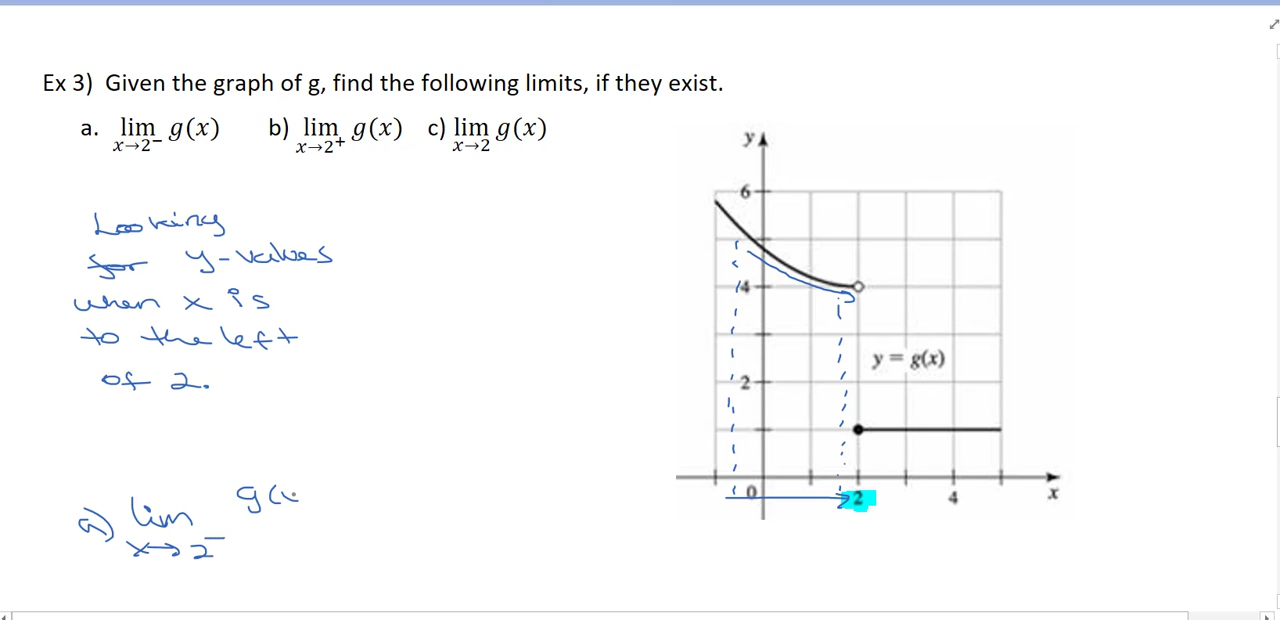 Ex 3) Given the graph of g, find the following limits, if they exist.
a. lim g(x) b) lim g(x) c) lim g(x)
x→2⁻ x→2⁺ x→2
Looking
for y-values
when x is
to the left
of 2.
a) lim g(x
x→2⁻
y
6
4
y = g(x)
2
0 2 4 x